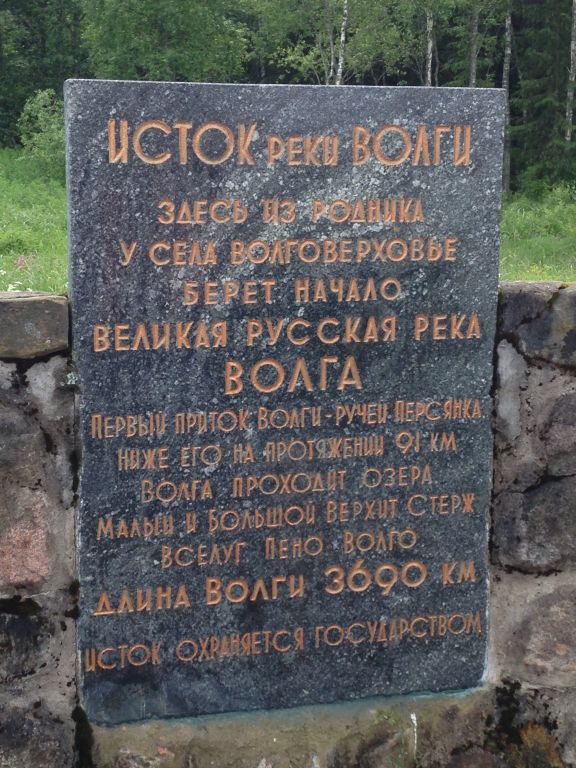 ИСТОК РЕКИ ВОЛГИ
ЗДЕСЬ ИЗ РОДНИКА
У СЕЛА ВОЛГОВЕРХОВЬЕ
БЕРЕТ НАЧАЛО
ВЕЛИКАЯ РУССКАЯ РЕКА
ВОЛГА
ПЕРВЫЙ ПРИТОК ВОЛГИ-РУЧЕЙ ПЕРСЯНКА
НИЖЕ ЕГО НА ПРОТЯЖЕНИИ 91 КМ
ВОЛГА ПРОХОДИТ ОЗЕРА
МАЛЫЙ И БОЛЬШОЙ ВЕРХИТ СТЕРЖ
ВСЕЛУГ ПЕНО ВОЛГО
ДЛИНА ВОЛГИ 3690 КМ
ИСТОК ОХРАНЯЕТСЯ ГОСУДАРСТВОМ